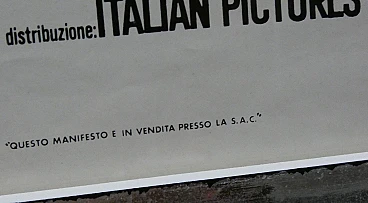 distribuzione: ITALIAN PICTURES
"QUESTO MANIFESTO E IN VENDITA PRESSO LA S.A.C."